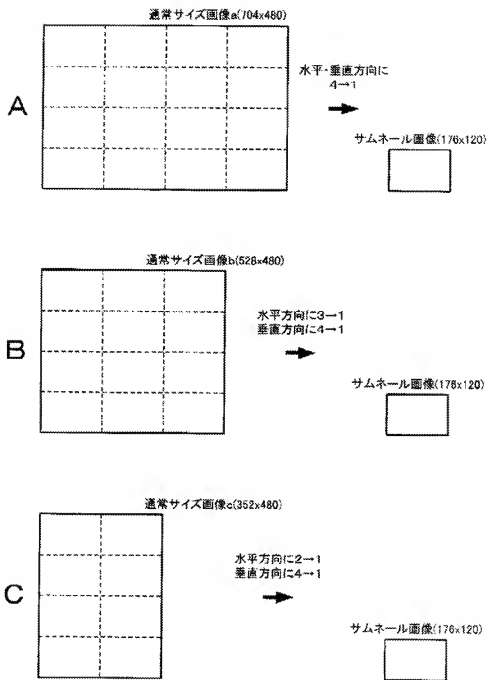 通常サイズ画像a(704x480)
A
水平・垂直方向に
4→1
サムネール画像(176x120)
通常サイズ画像b(528x480)
B
水平方向に3→1
垂直方向に4→1
サムネール画像(176x120)
通常サイズ画像c(352x480)
C
水平方向に2→1
垂直方向に4→1
サムネール画像(176x120)